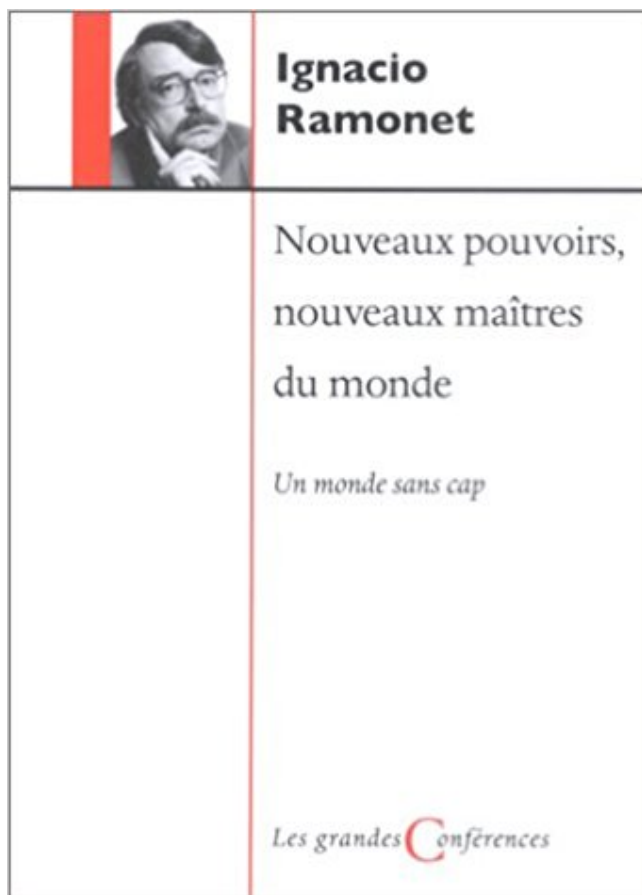 Ignacio
Ramonet
Nouveaux pouvoirs,
nouveaux maîtres
du monde
Un monde sans cap
Les grandes Conférences